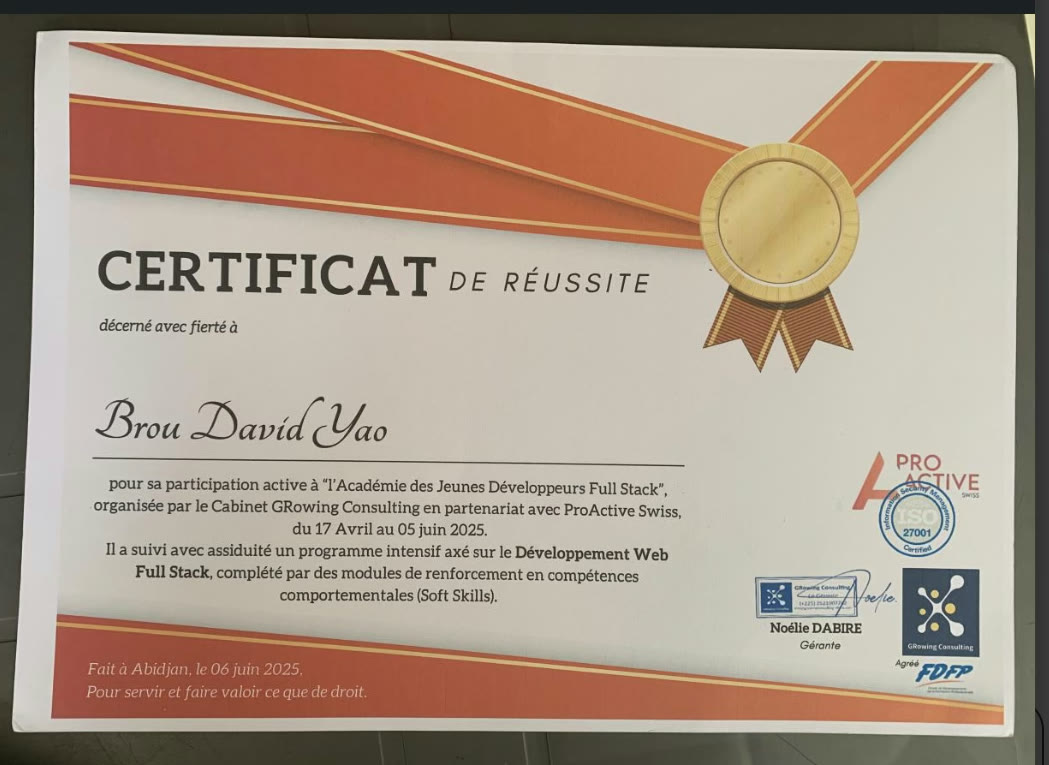 CERTIFICAT DE RÉUSSITE
décerné avec fierté à
Brou David Yao
pour sa participation active à "l'Académie des Jeunes Développeurs Full Stack",
organisée par le Cabinet GRowing Consulting en partenariat avec ProActive Swiss,
du 17 Avril au 05 juin 2025.
Il a suivi avec assiduité un programme intensif axé sur le Développement Web
Full Stack, complété par des modules de renforcement en compétences
comportementales (Soft Skills).
PRO
ACTIVE
SWISS
Information Security Management
ISO
27001
Certified
GRowing Consulting
Noelie.
Noélie DABIRE
Gérante
GRowing Consulting
Agréé FDFP
Fait à Abidjan, le 06 juin 2025,
Pour servir et faire valoir ce que de droit.